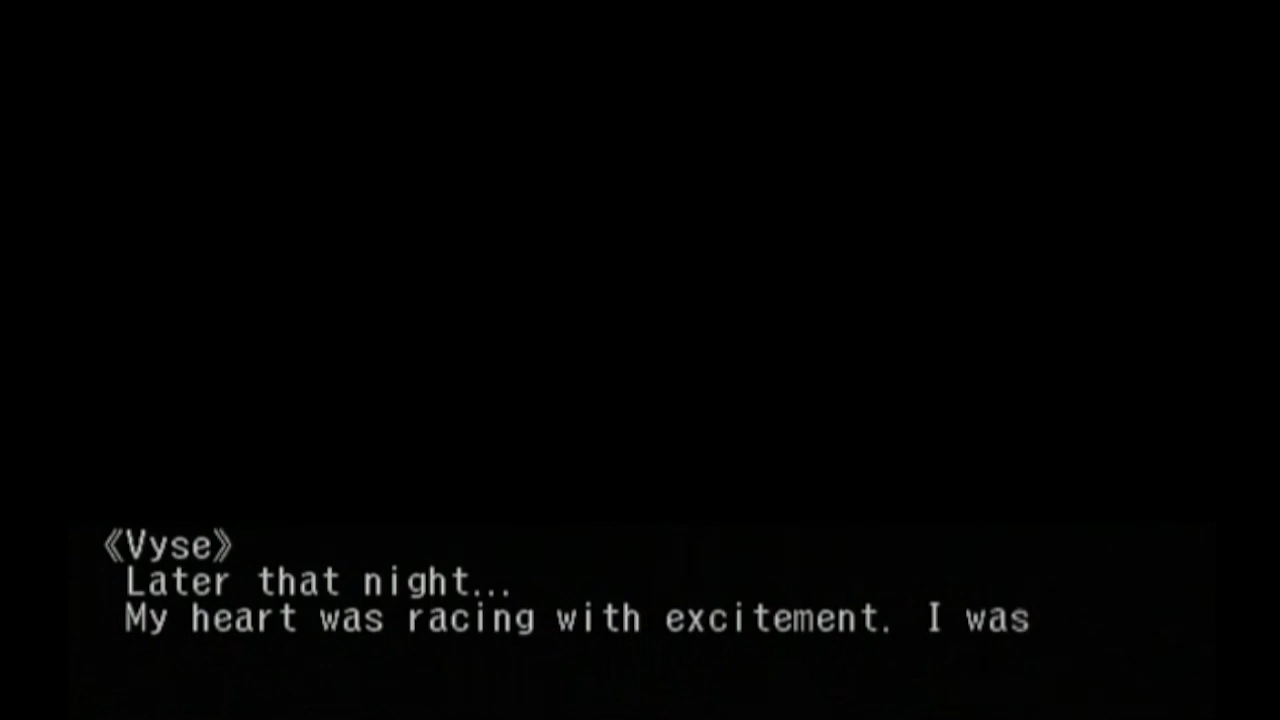 《Vyse》
Later that night...
My heart was racing with excitement. I was